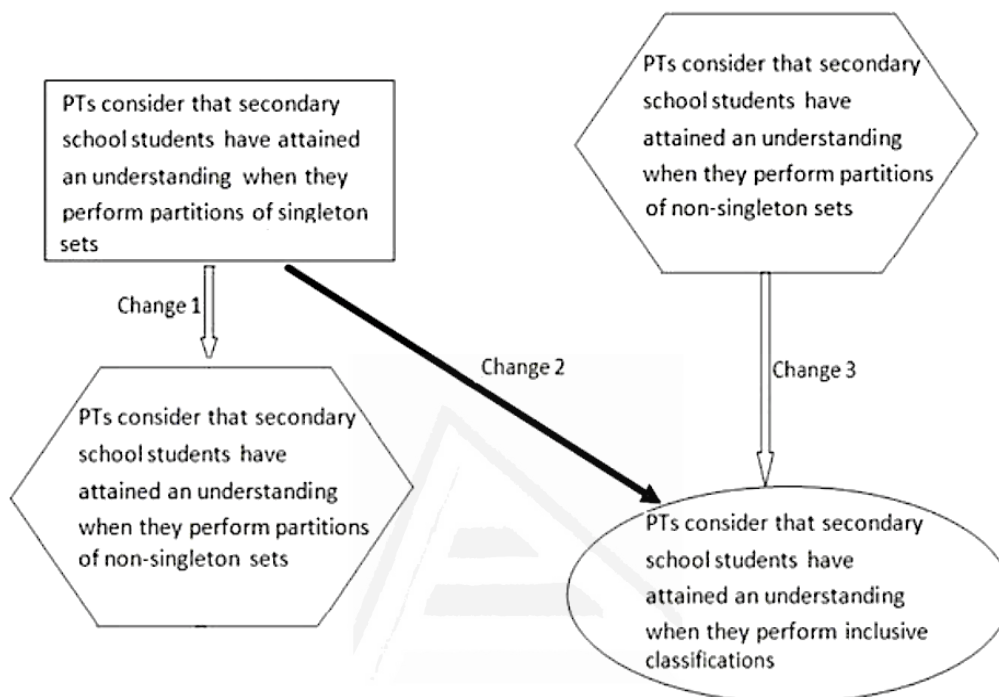 PTs consider that secondary
school students have attained
an understanding when they
perform partitions of singleton
sets
Change 1
PTs consider that secondary
school students have
attained an understanding
when they perform partitions
of non-singleton sets
Change 2
PTs consider that secondary
school students have
attained an understanding
when they perform partitions
of non-singleton sets
Change 3
PTs consider that secondary
school students have
attained an understanding
when they perform inclusive
classifications